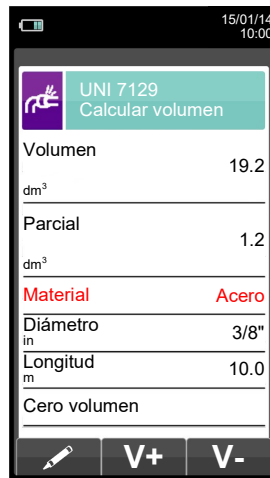 15/01/14
10:00
UNI 7129
Calcular volumen
Volumen
19.2
dm³
Parcial
1.2
dm³
Material Acero
Diámetro
in
3/8"
Longitud
m
10.0
Cero volumen
V+ V-